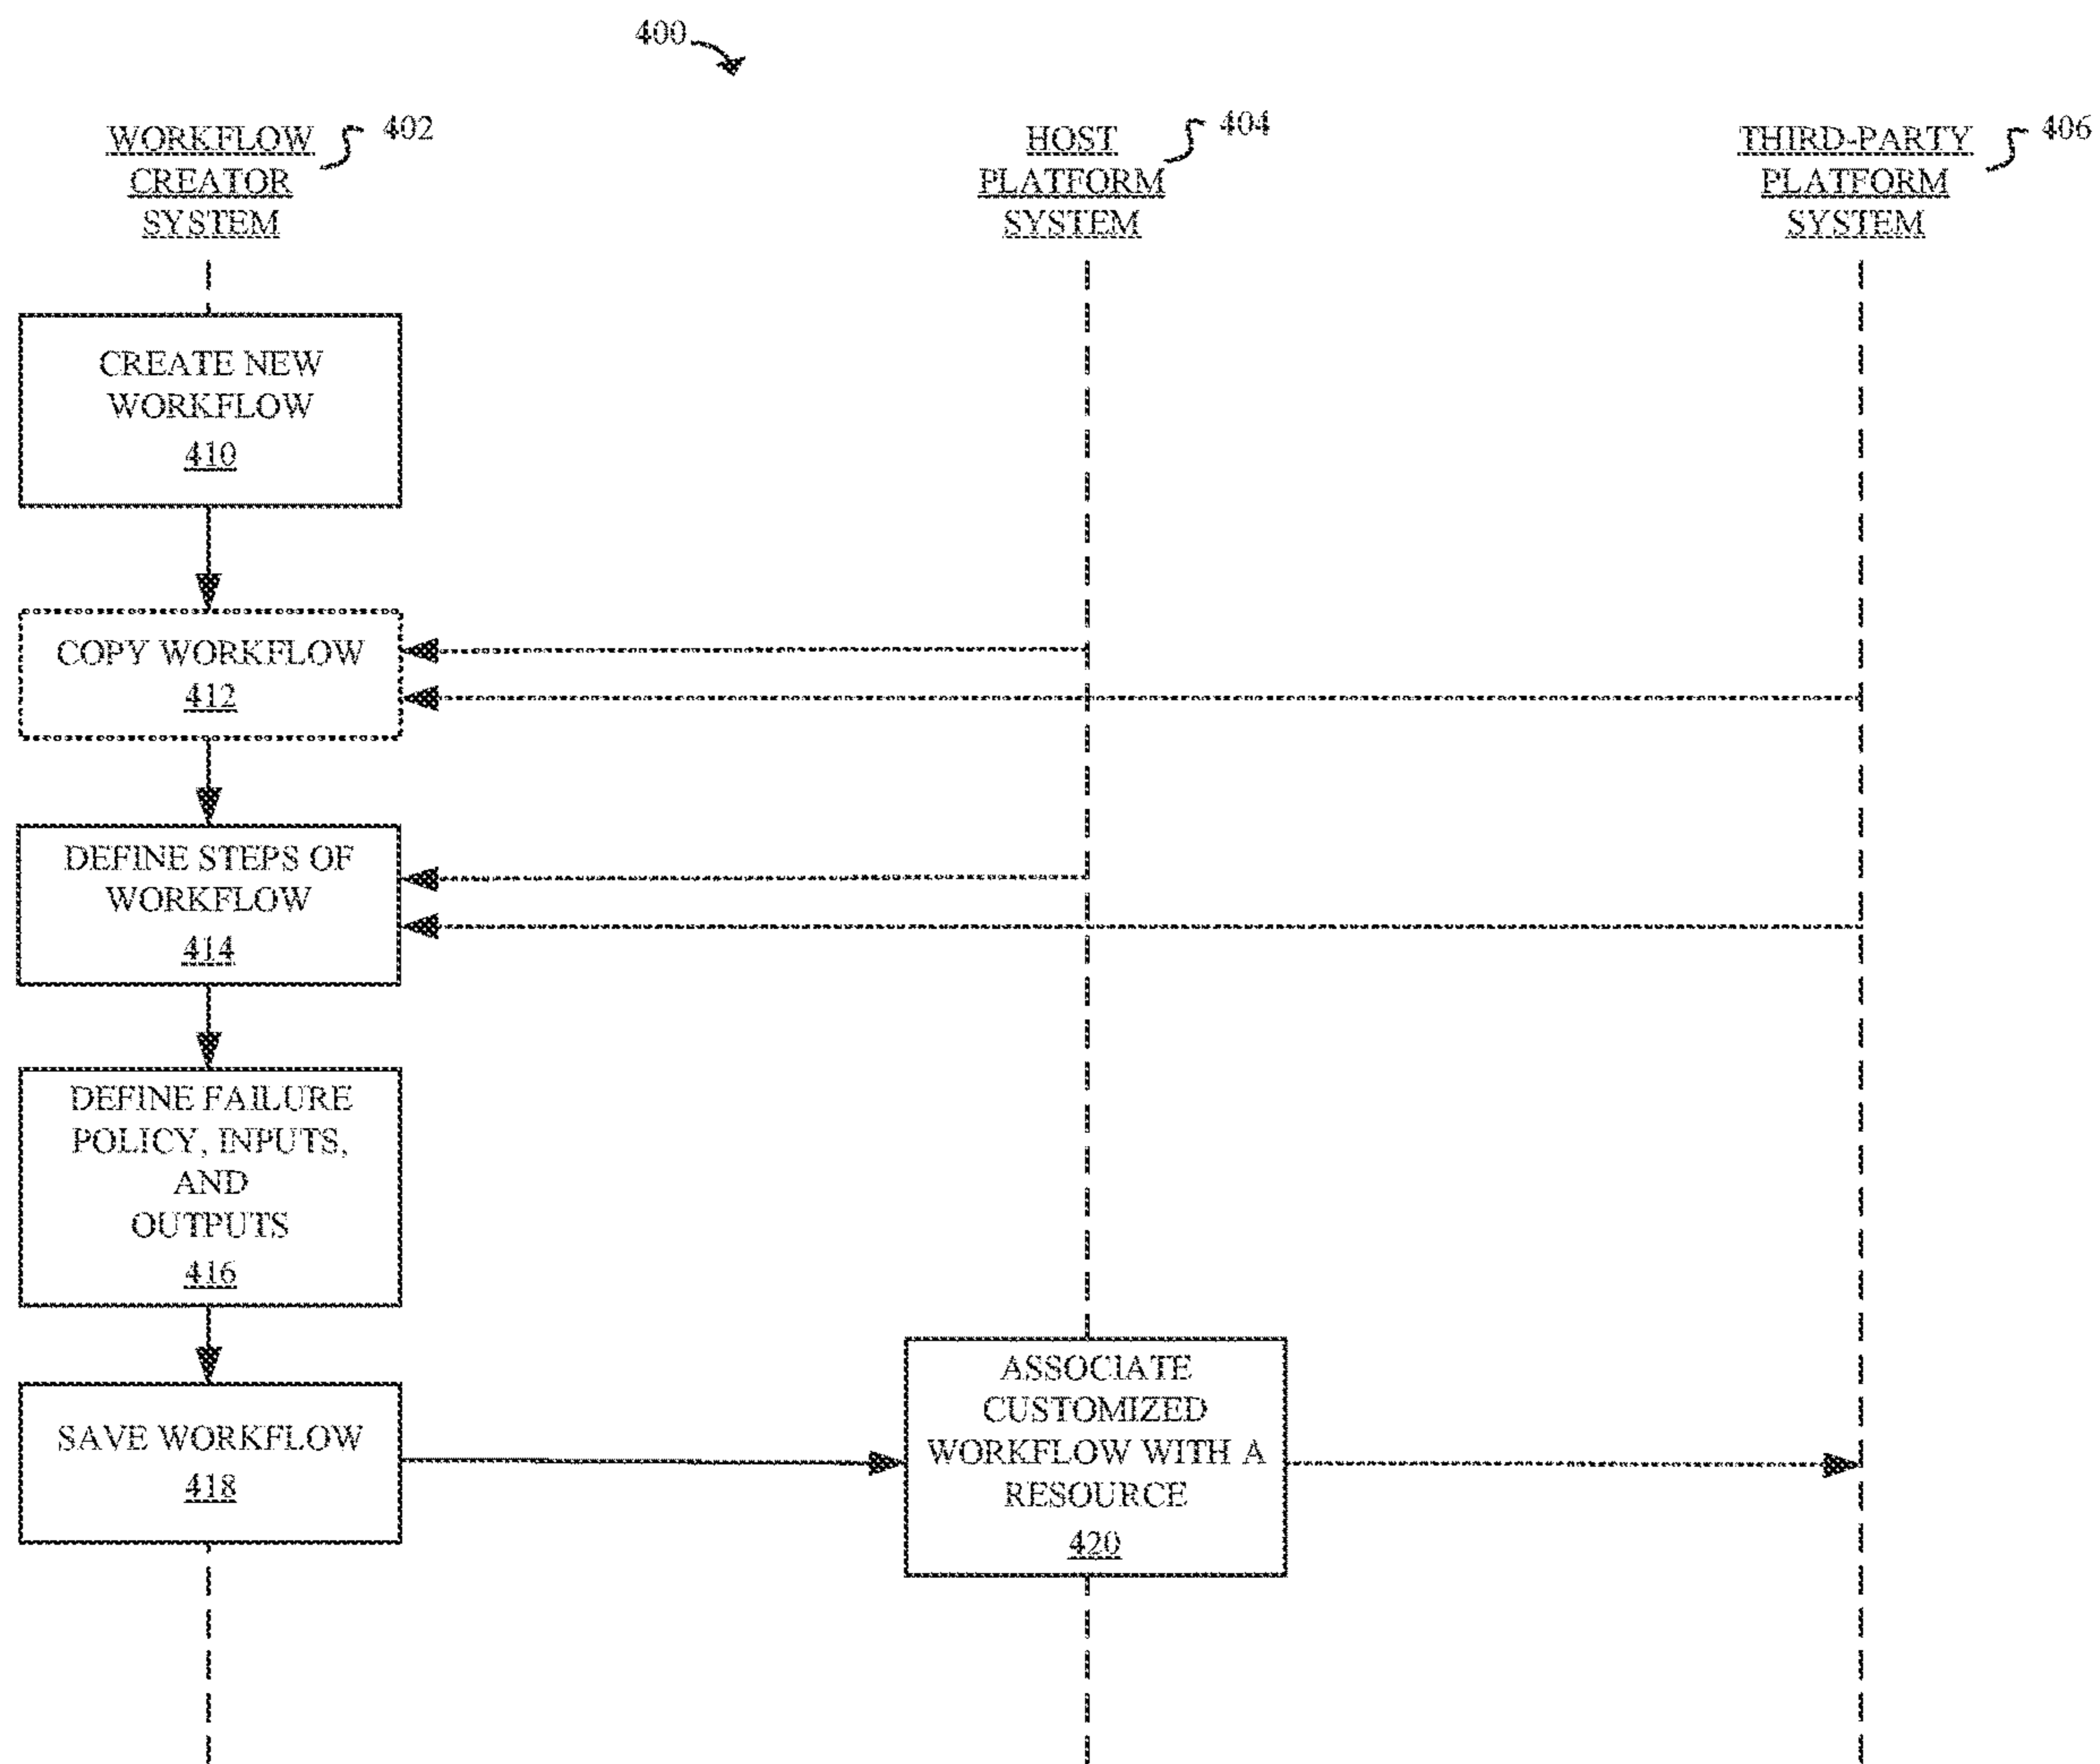 400
WORKFLOW
CREATOR
SYSTEM
402
HOST
PLATFORM
SYSTEM
404
THIRD-PARTY
PLATFORM
SYSTEM
406
CREATE NEW
WORKFLOW
410
COPY WORKFLOW
412
DEFINE STEPS OF
WORKFLOW
414
DEFINE FAILURE
POLICY, INPUTS,
AND
OUTPUTS
416
SAVE WORKFLOW
418
ASSOCIATE
CUSTOMIZED
WORKFLOW WITH A
RESOURCE
420